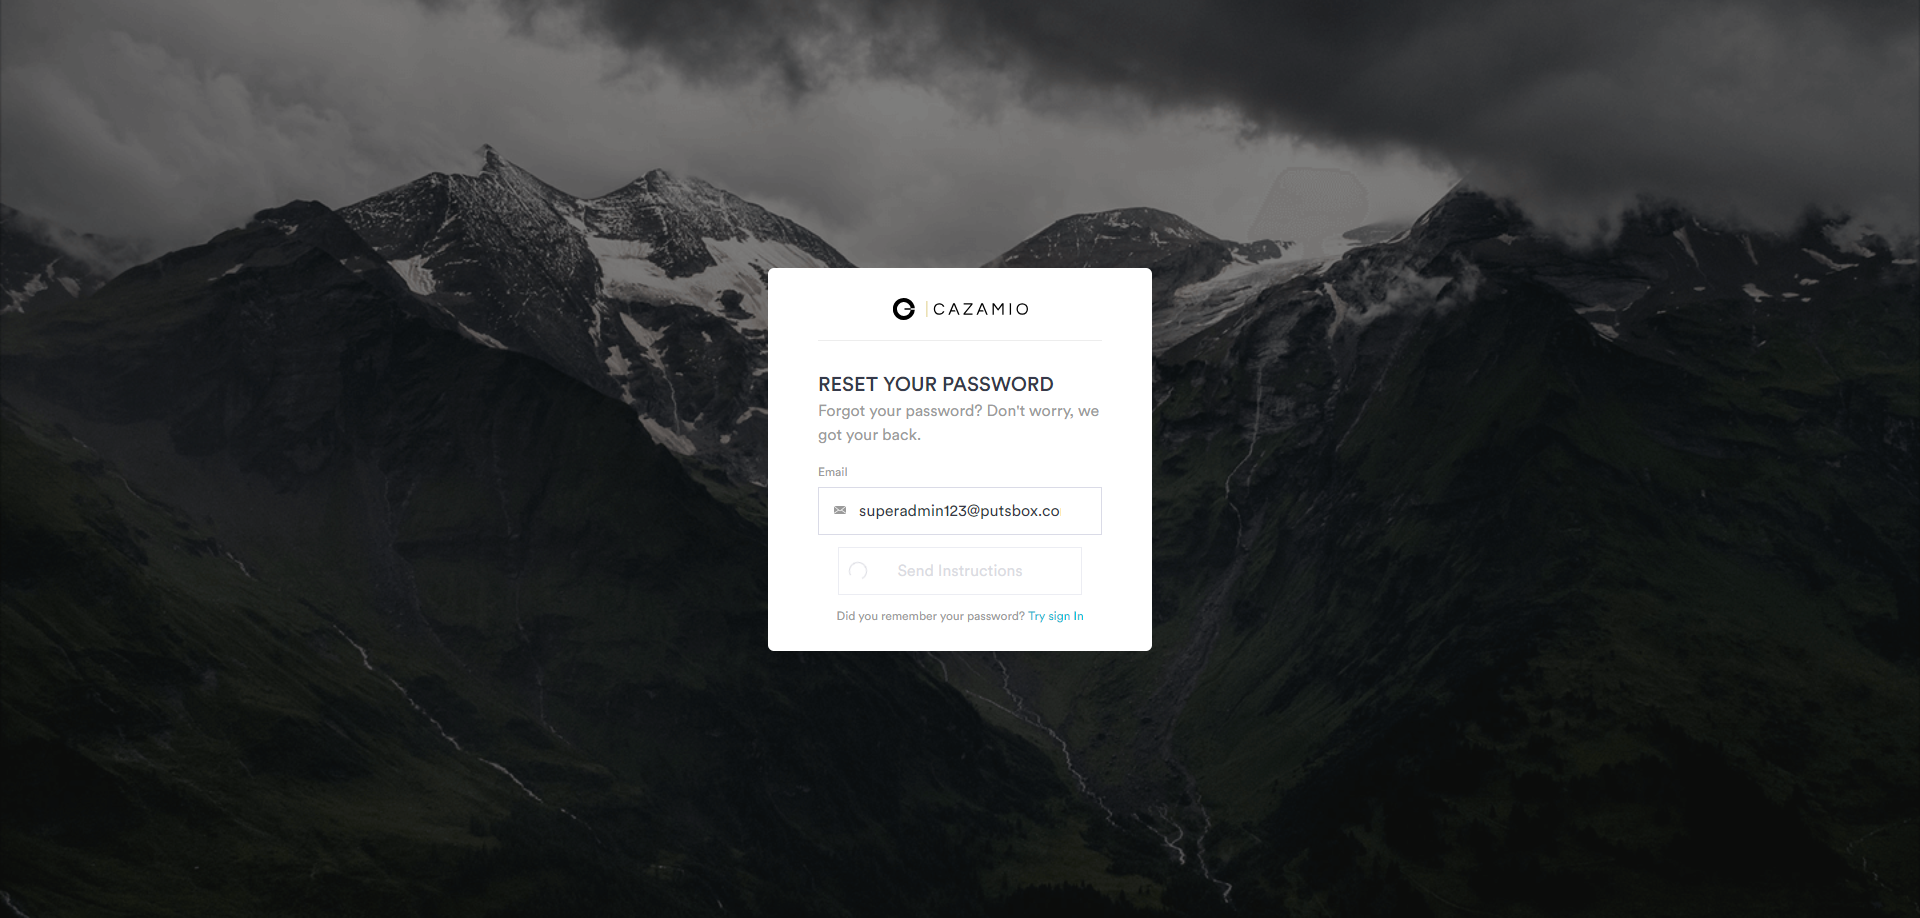 CAZAMIO
RESET YOUR PASSWORD
Forgot your password? Don't worry, we
got your back.
Email
superadmin123@putsbox.co
Send Instructions
Did you remember your password? Try sign In